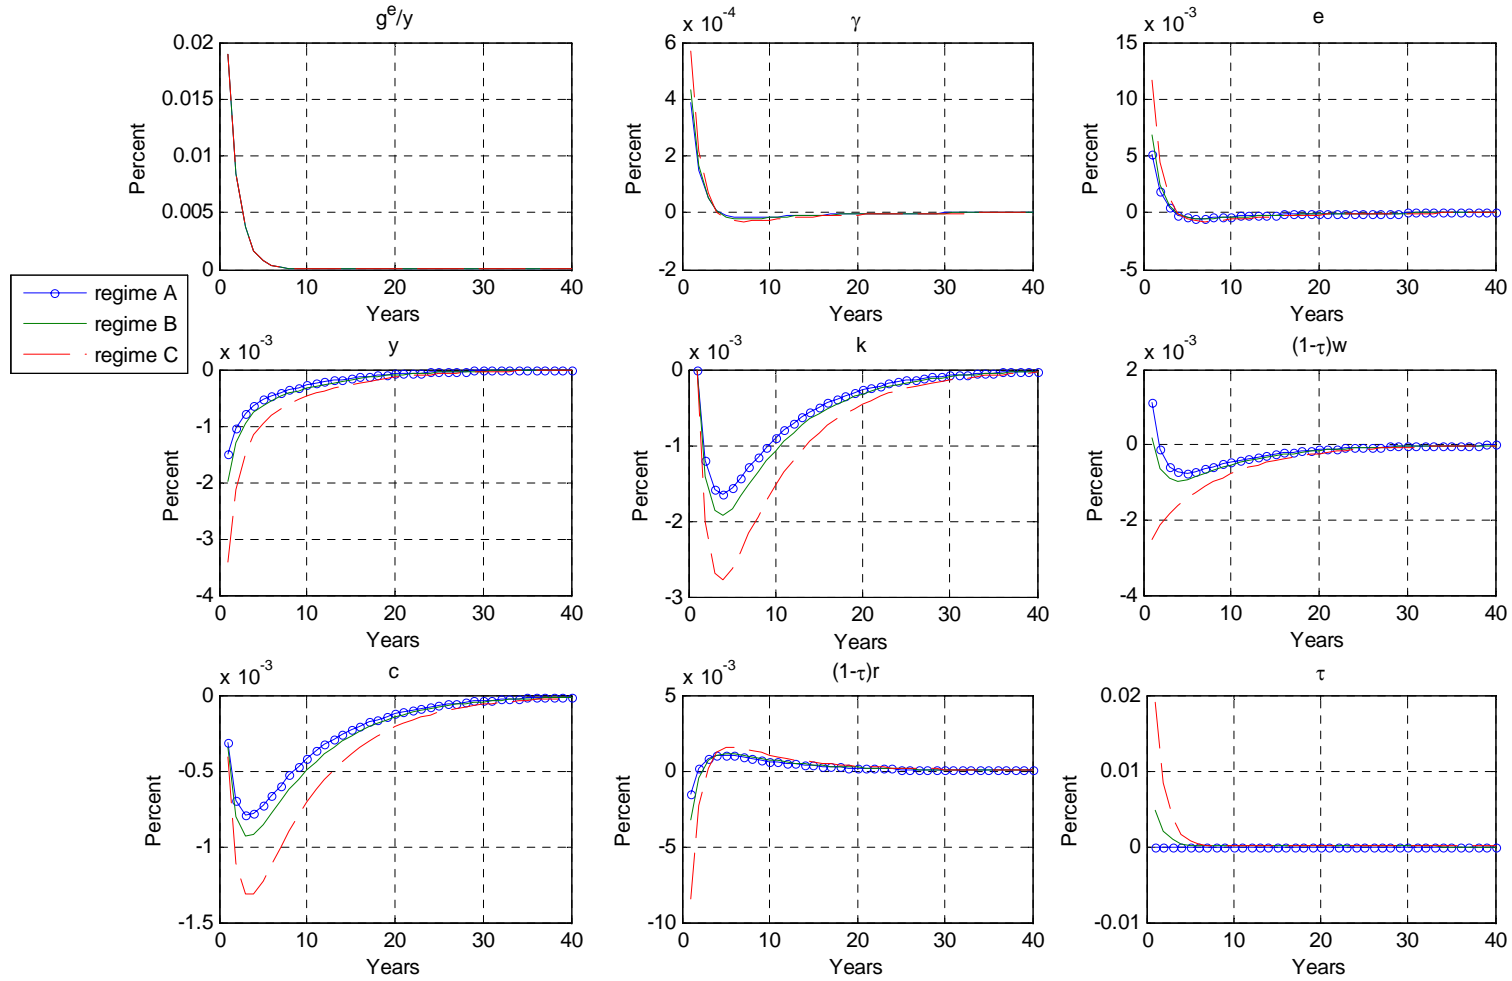 g^e/y
0.02
0.015
0.01
0.005
0
0 10 20 30 40
Percent
Years
γ
x 10^-4
6
4
2
0
-2
0 10 20 30 40
Percent
Years
e
x 10^-3
15
10
5
0
-5
0 10 20 30 40
Percent
Years
regime A
regime B
regime C
y
x 10^-3
0
-1
-2
-3
-4
0 10 20 30 40
Percent
Years
k
x 10^-3
0
-1
-2
-3
0 10 20 30 40
Percent
Years
(1-τ)w
x 10^-3
2
0
-2
-4
0 10 20 30 40
Percent
Years
c
x 10^-3
0
-0.5
-1
-1.5
0 10 20 30 40
Percent
Years
(1-τ)r
x 10^-3
5
0
-5
-10
0 10 20 30 40
Percent
Years
τ
0.02
0.01
0
-0.01
0 10 20 30 40
Percent
Years